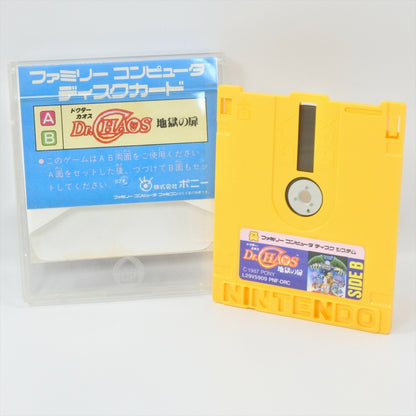 ファミリー コンピュータ
ディスクカード
A
B
ドクター
カオス
Dr.CHAOS
地獄の扉
●このゲームはAB両面をご使用ください。
A面をセットした後、つづけてB面もセッ
トしてください。
株式会社 ポニー
ファミリー コンピュータ ディスク システム
Dr.CHAOS
地獄の扉
©1987 PONY
L29V5909 PNF-DRC
SIDE B
NINTENDO